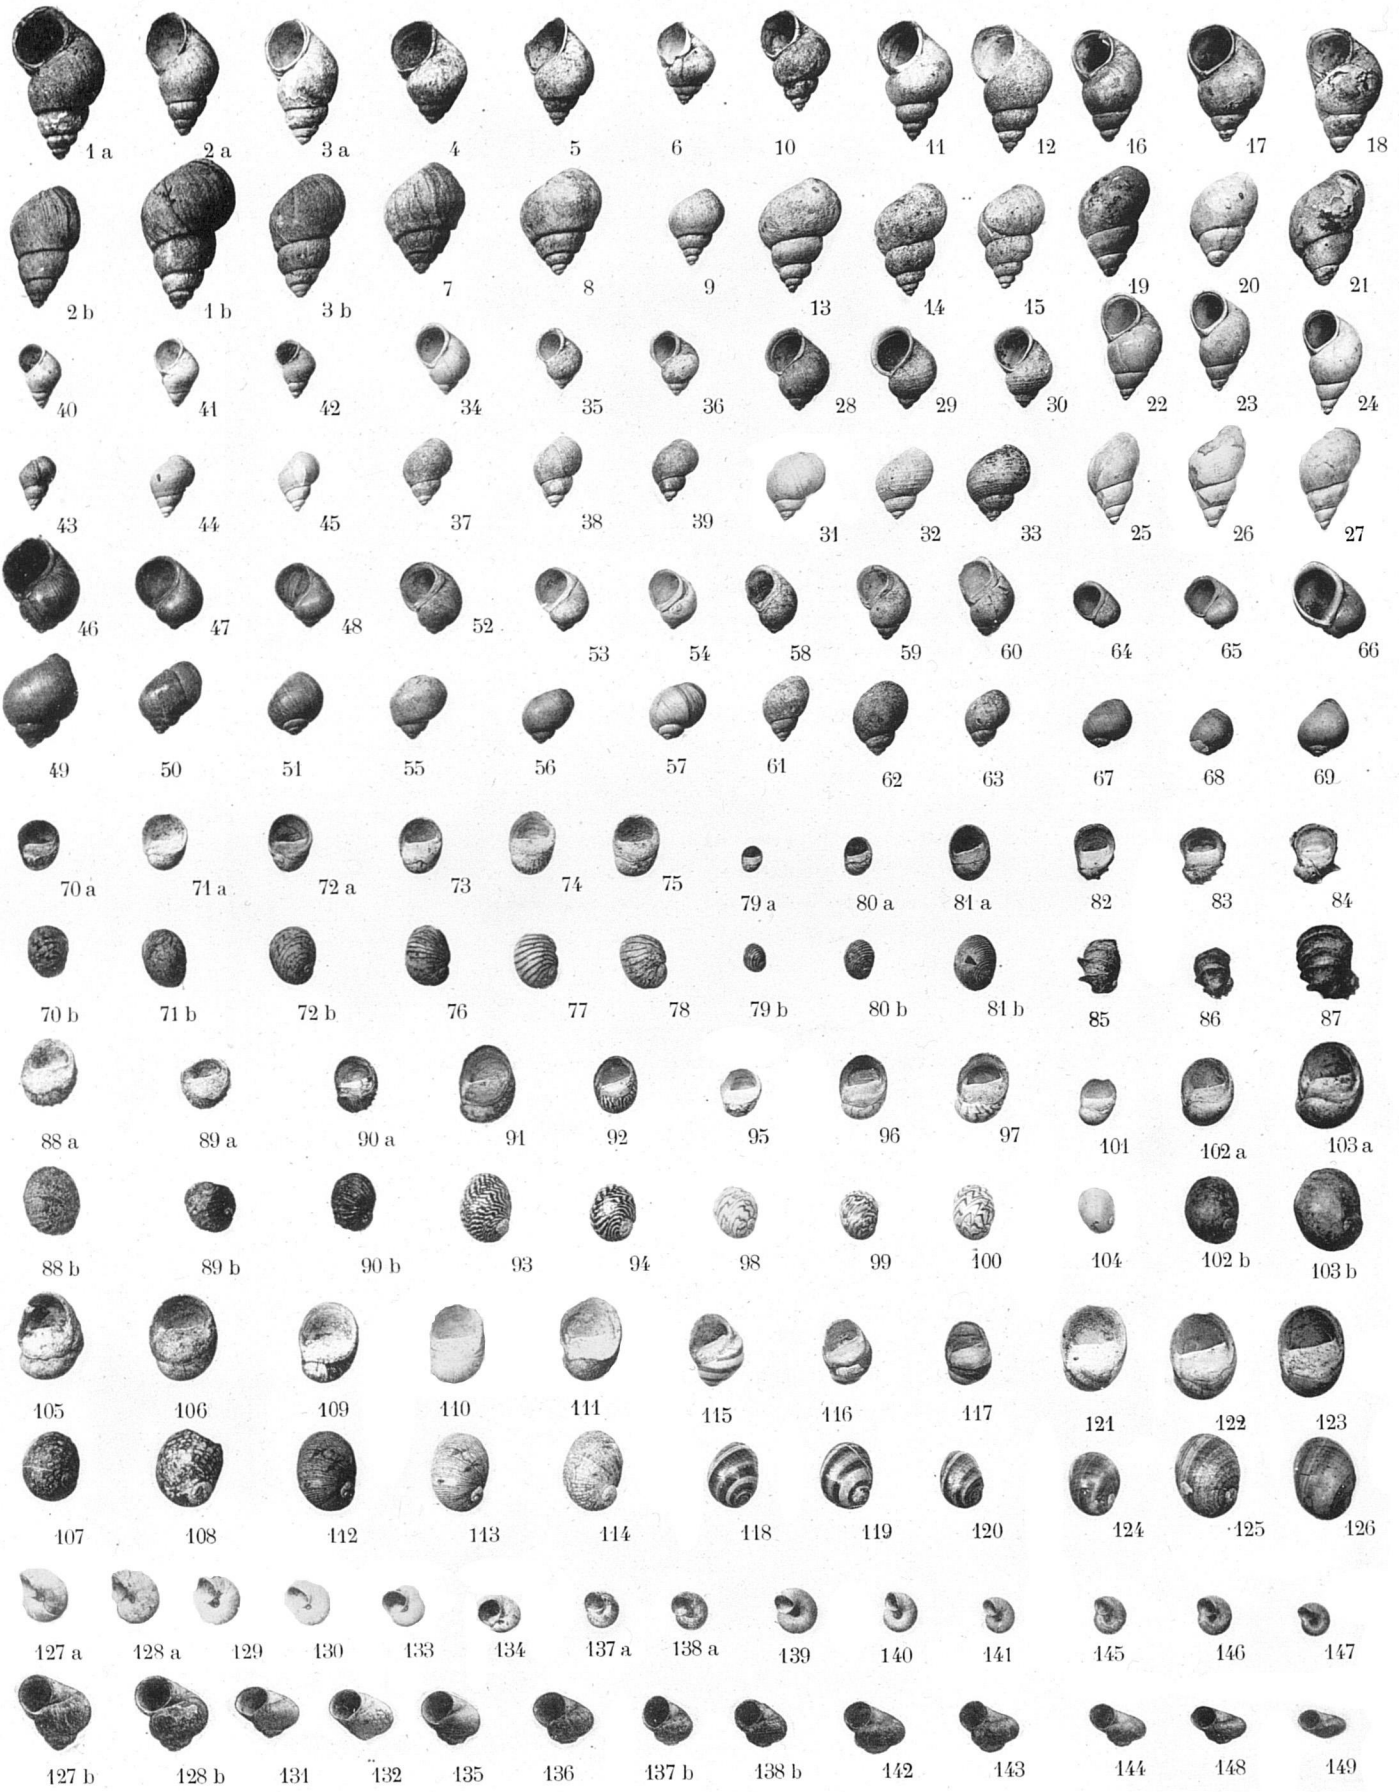 1 a 2 a 3 a 4 5 6 10 11 12 16 17 18
2 b 1 b 3 b 7 8 9 13 14 15 19 20 21
40 41 42 34 35 36 28 29 30 22 23 24
43 44 45 37 38 39 31 32 33 25 26 27
46 47 48 52 53 54 58 59 60 64 65 66
49 50 51 55 56 57 61 62 63 67 68 69
70 a 71 a 72 a 73 74 75 79 a 80 a 81 a 82 83 84
70 b 71 b 72 b 76 77 78 79 b 80 b 81 b 85 86 87
88 a 89 a 90 a 91 92 95 96 97 101 102 a 103 a
88 b 89 b 90 b 93 94 98 99 100 104 102 b 103 b
105 106 109 110 111 115 116 117 121 122 123
107 108 112 113 114 118 119 120 124 125 126
127 a 128 a 129 130 133 134 137 a 138 a 139 140 141 145 146 147
127 b 128 b 131 132 135 136 137 b 138 b 142 143 144 148 149